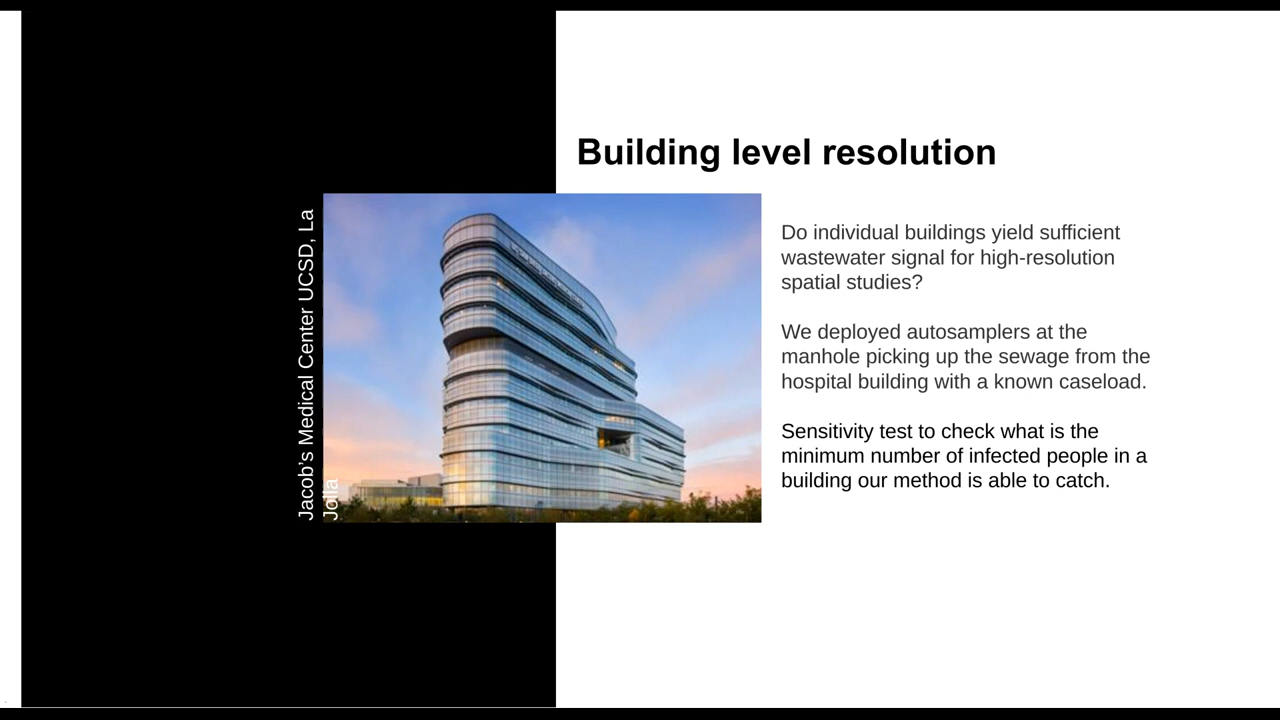 Building level resolution
Jacob's Medical Center UCSD, La
Jolla
Do individual buildings yield sufficient
wastewater signal for high-resolution
spatial studies?
We deployed autosamplers at the
manhole picking up the sewage from the
hospital building with a known caseload.
Sensitivity test to check what is the
minimum number of infected people in a
building our method is able to catch.